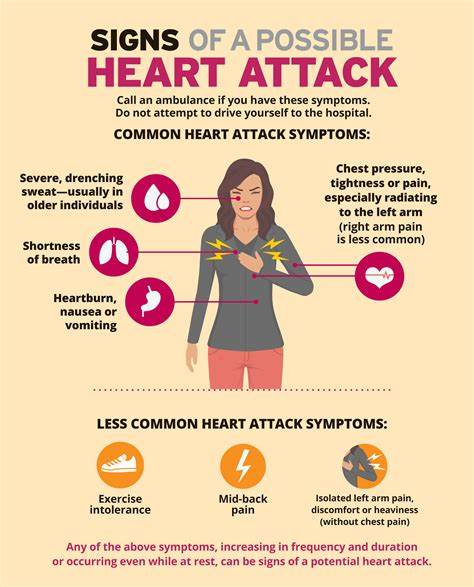 SIGNS OF A POSSIBLE
HEART ATTACK
Call an ambulance if you have these symptoms.
Do not attempt to drive yourself to the hospital.
COMMON HEART ATTACK SYMPTOMS:
Severe, drenching
sweat—usually in
older individuals
Shortness
of breath
Heartburn,
nausea or
vomiting
Chest pressure,
tightness or pain,
especially radiating
to the left arm
(right arm pain
is less common)
LESS COMMON HEART ATTACK SYMPTOMS:
Exercise
intolerance
Mid-back
pain
Isolated left arm pain,
discomfort or heaviness
(without chest pain)
Any of the above symptoms, increasing in frequency and duration
or occurring even while at rest, can be signs of a potential heart attack.